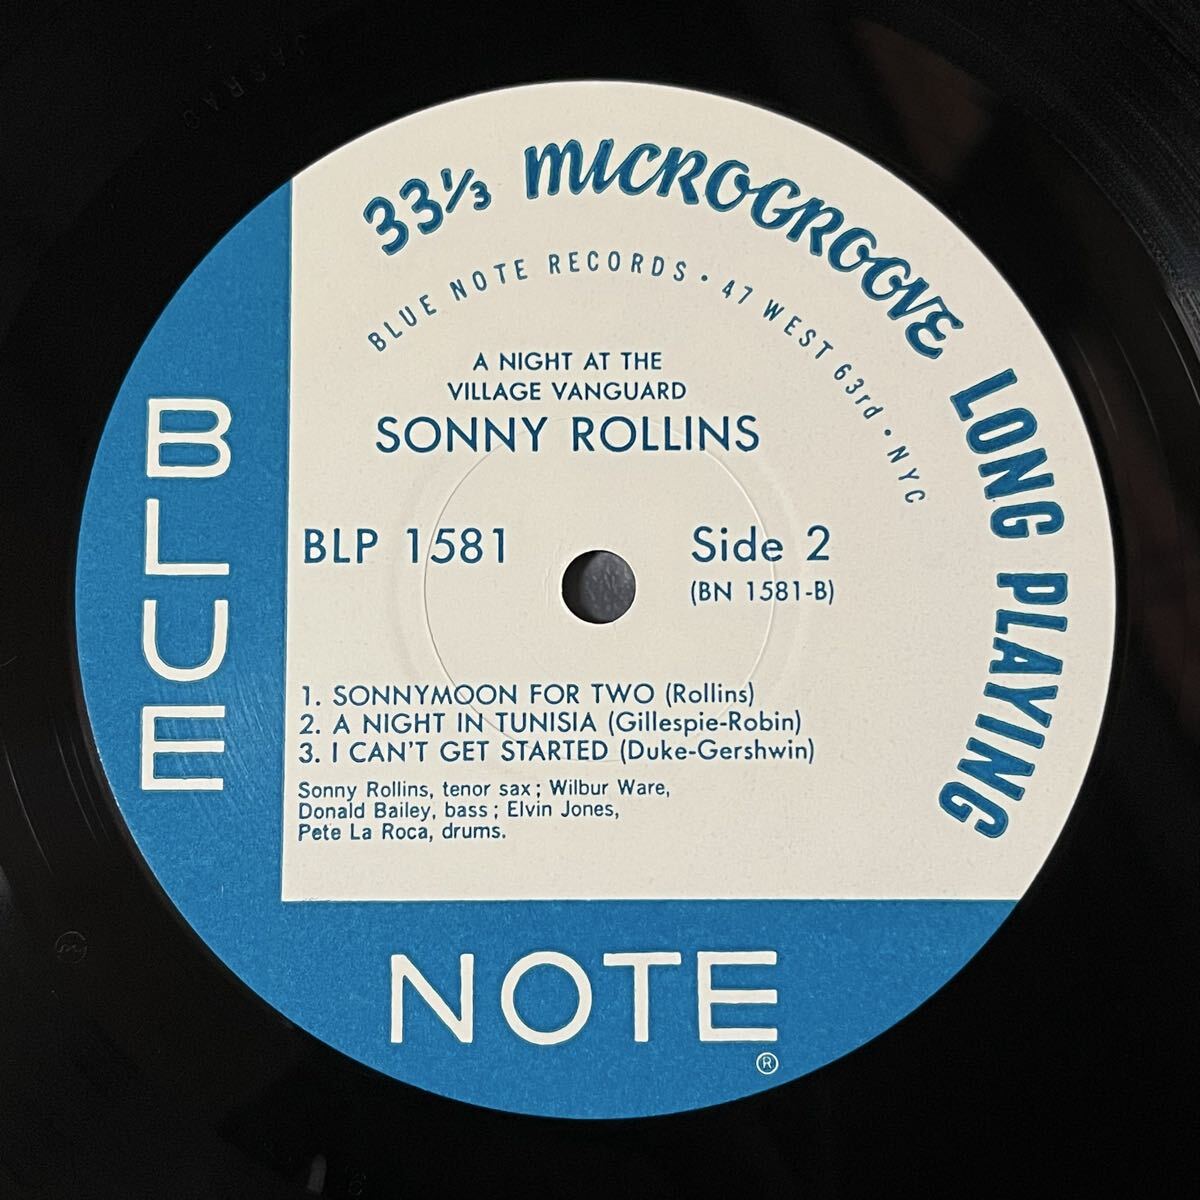 33⅓ MICROGROOVE LONG PLAYING
BLUE NOTE RECORDS · 47 WEST 63rd · NYC
A NIGHT AT THE
VILLAGE VANGUARD
SONNY ROLLINS
BLP 1581
Side 2
(BN 1581-B)
1. SONNYMOON FOR TWO (Rollins)
2. A NIGHT IN TUNISIA (Gillespie-Robin)
3. I CAN'T GET STARTED (Duke-Gershwin)
Sonny Rollins, tenor sax; Wilbur Ware,
Donald Bailey, bass; Elvin Jones,
Pete La Roca, drums.
BLUE
NOTE
®
JASRAC